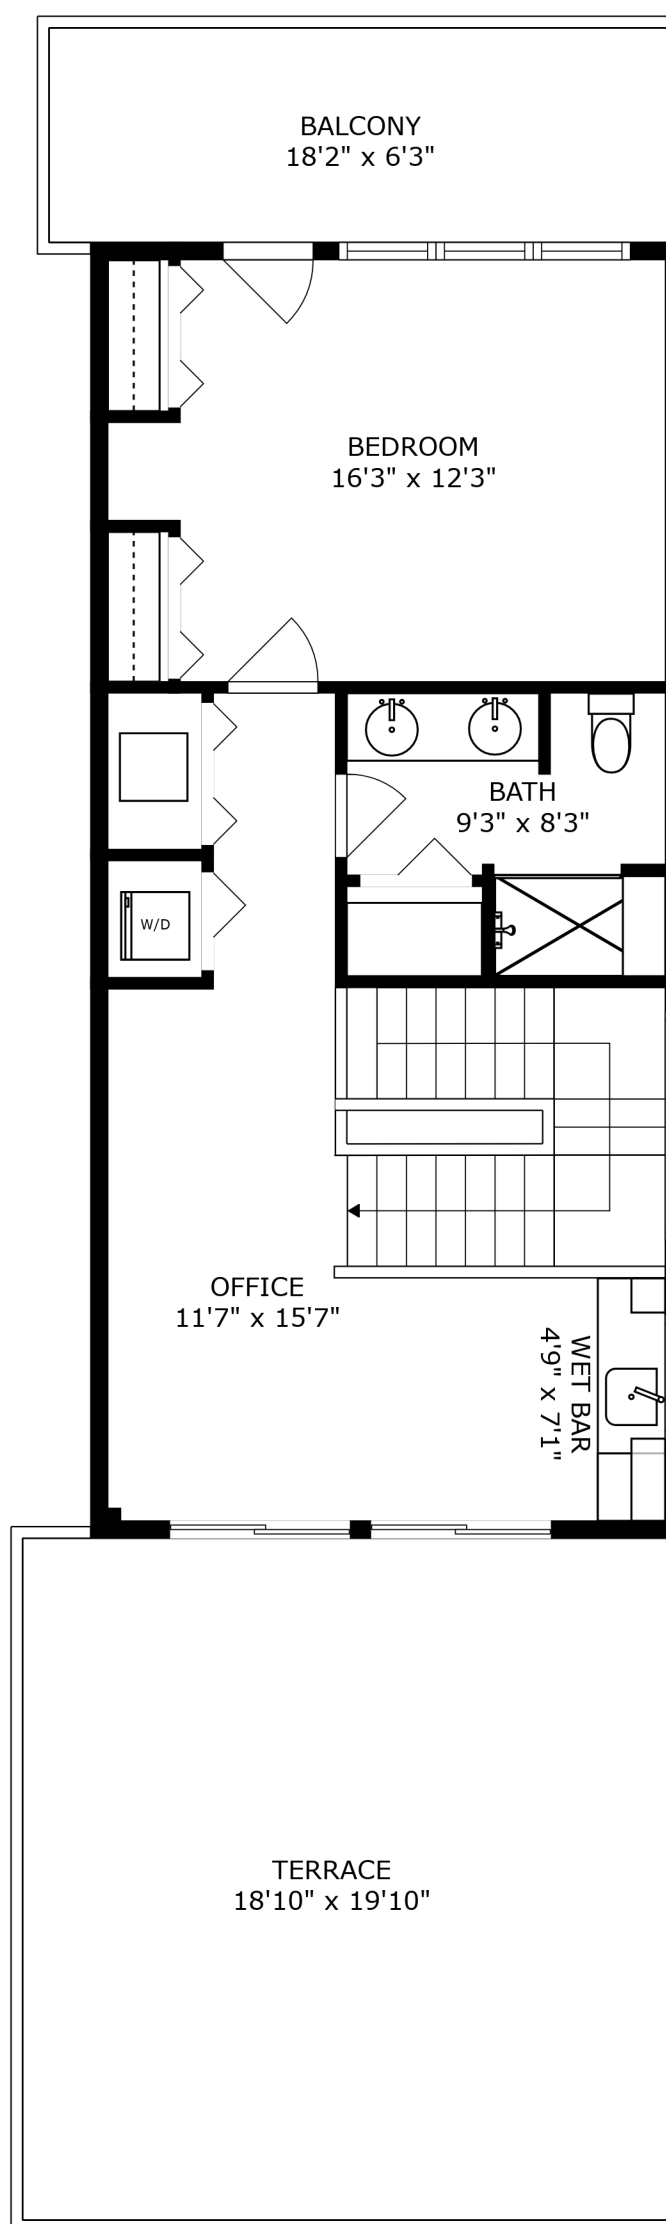 BALCONY
18'2" x 6'3"
BEDROOM
16'3" x 12'3"
BATH
9'3" x 8'3"
W/D
OFFICE
11'7" x 15'7"
WET BAR
4'9" x 7'1"
TERRACE
18'10" x 19'10"